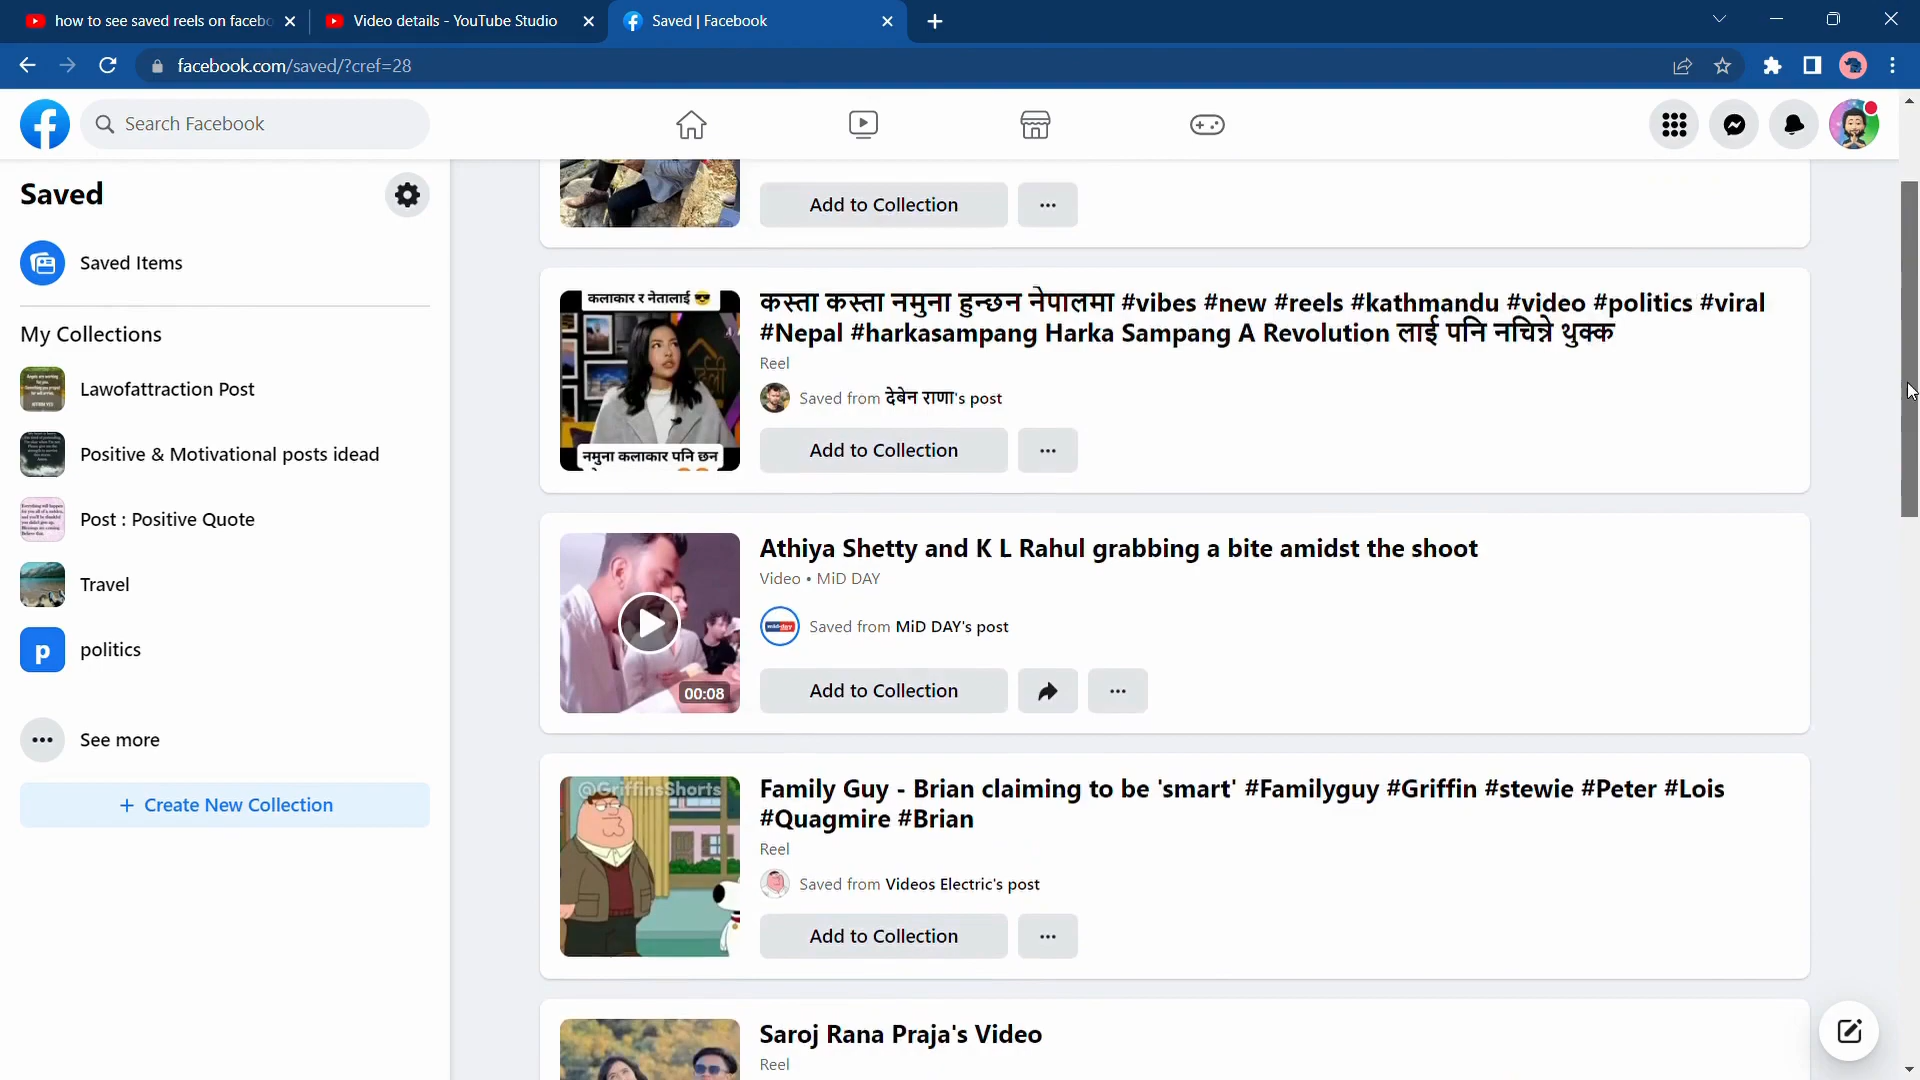 how to see saved reels on facebo
Video details - YouTube Studio
Saved | Facebook
facebook.com/saved/?cref=28
Search Facebook
Saved
Saved Items
My Collections
Lawofattraction Post
Positive & Motivational posts idead
Post : Positive Quote
Travel
p politics
See more
+ Create New Collection
Add to Collection
कलाकार र नेतालाई 😎
नमुना कलाकार पनि छन
कस्ता कस्ता नमुना हुन्छन नेपालमा #vibes #new #reels #kathmandu #video #politics #viral
#Nepal #harkasampang Harka Sampang A Revolution लाई पनि नचिन्ने थुक्क
Reel
Saved from देबेन राणा's post
Add to Collection
00:08
Athiya Shetty and K L Rahul grabbing a bite amidst the shoot
Video • MiD DAY
mid-day
Saved from MiD DAY's post
Add to Collection
@GriffinsShorts
Family Guy - Brian claiming to be 'smart' #Familyguy #Griffin #stewie #Peter #Lois
#Quagmire #Brian
Reel
Saved from Videos Electric's post
Add to Collection
Saroj Rana Praja's Video
Reel